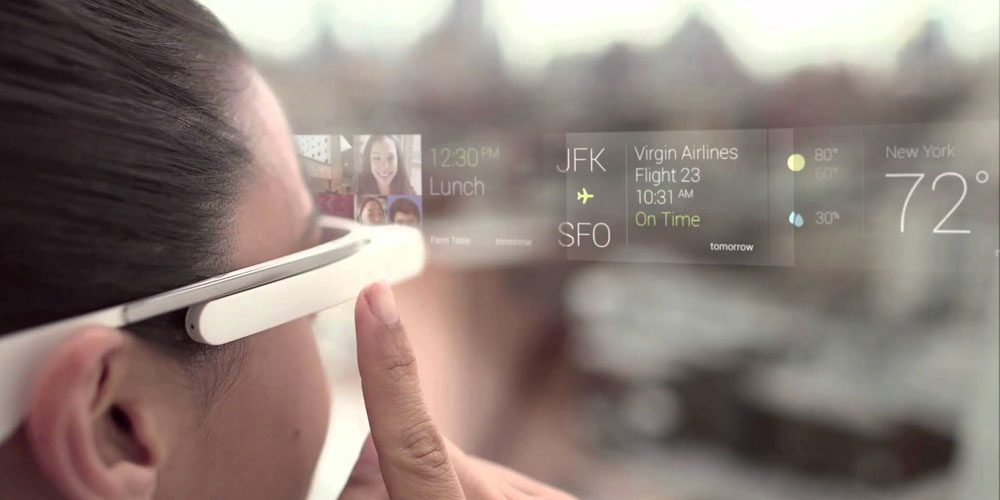 12:30 PM
Lunch
Farm Table
tomorrow
JFK
SFO
Virgin Airlines
Flight 23
10:31 AM
On Time
tomorrow
80°
60°
30%
New York
72°